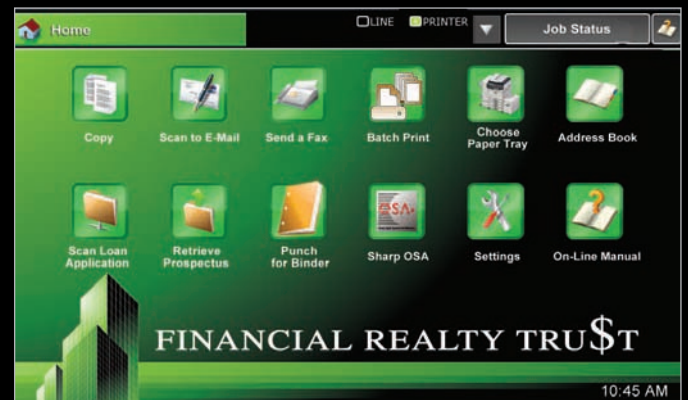 Home
LINE PRINTER
Job Status
Copy
Scan to E-Mail
Send a Fax
Batch Print
Choose
Paper Tray
Address Book
Scan Loan
Application
Retrieve
Prospectus
Punch
for Binder
OSA
Sharp OSA
Settings
On-Line Manual
FINANCIAL REALTY TRU$T
10:45 AM